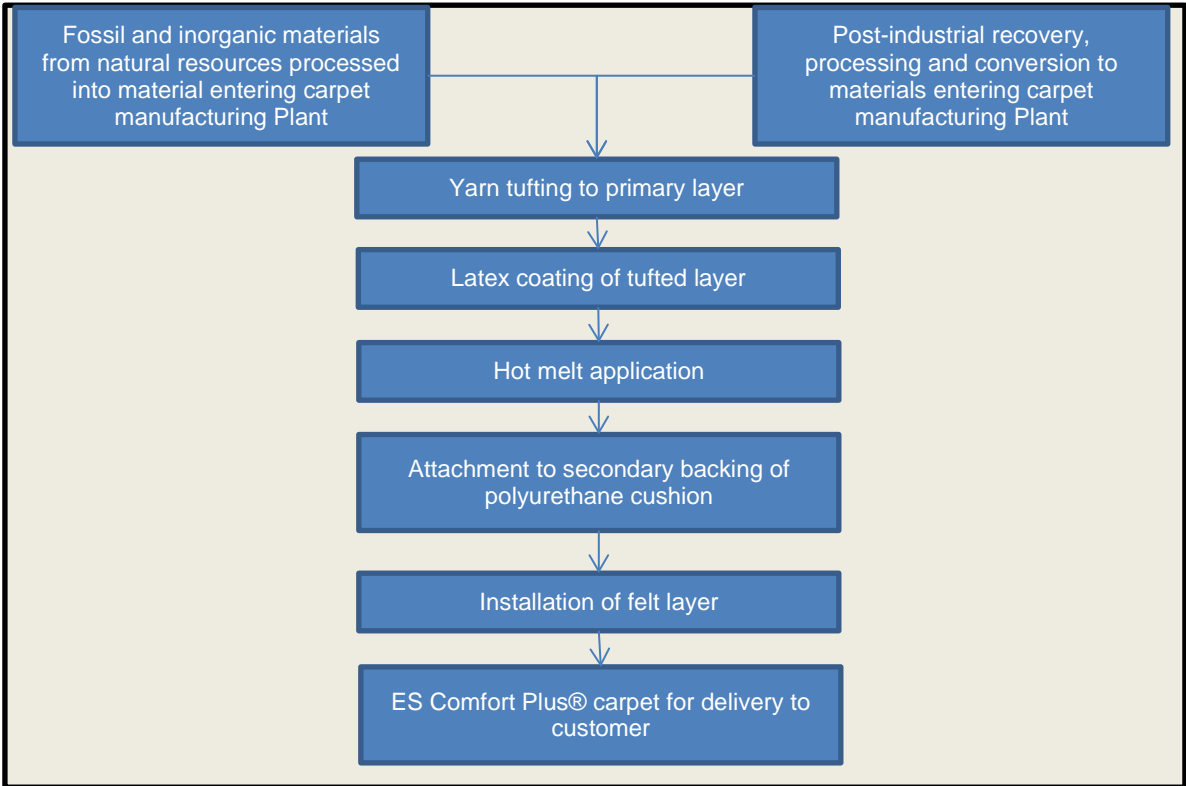 Fossil and inorganic materials
from natural resources processed
into material entering carpet
manufacturing Plant
Post-industrial recovery,
processing and conversion to
materials entering carpet
manufacturing Plant
Yarn tufting to primary layer
Latex coating of tufted layer
Hot melt application
Attachment to secondary backing of
polyurethane cushion
Installation of felt layer
ES Comfort Plus® carpet for delivery to
customer